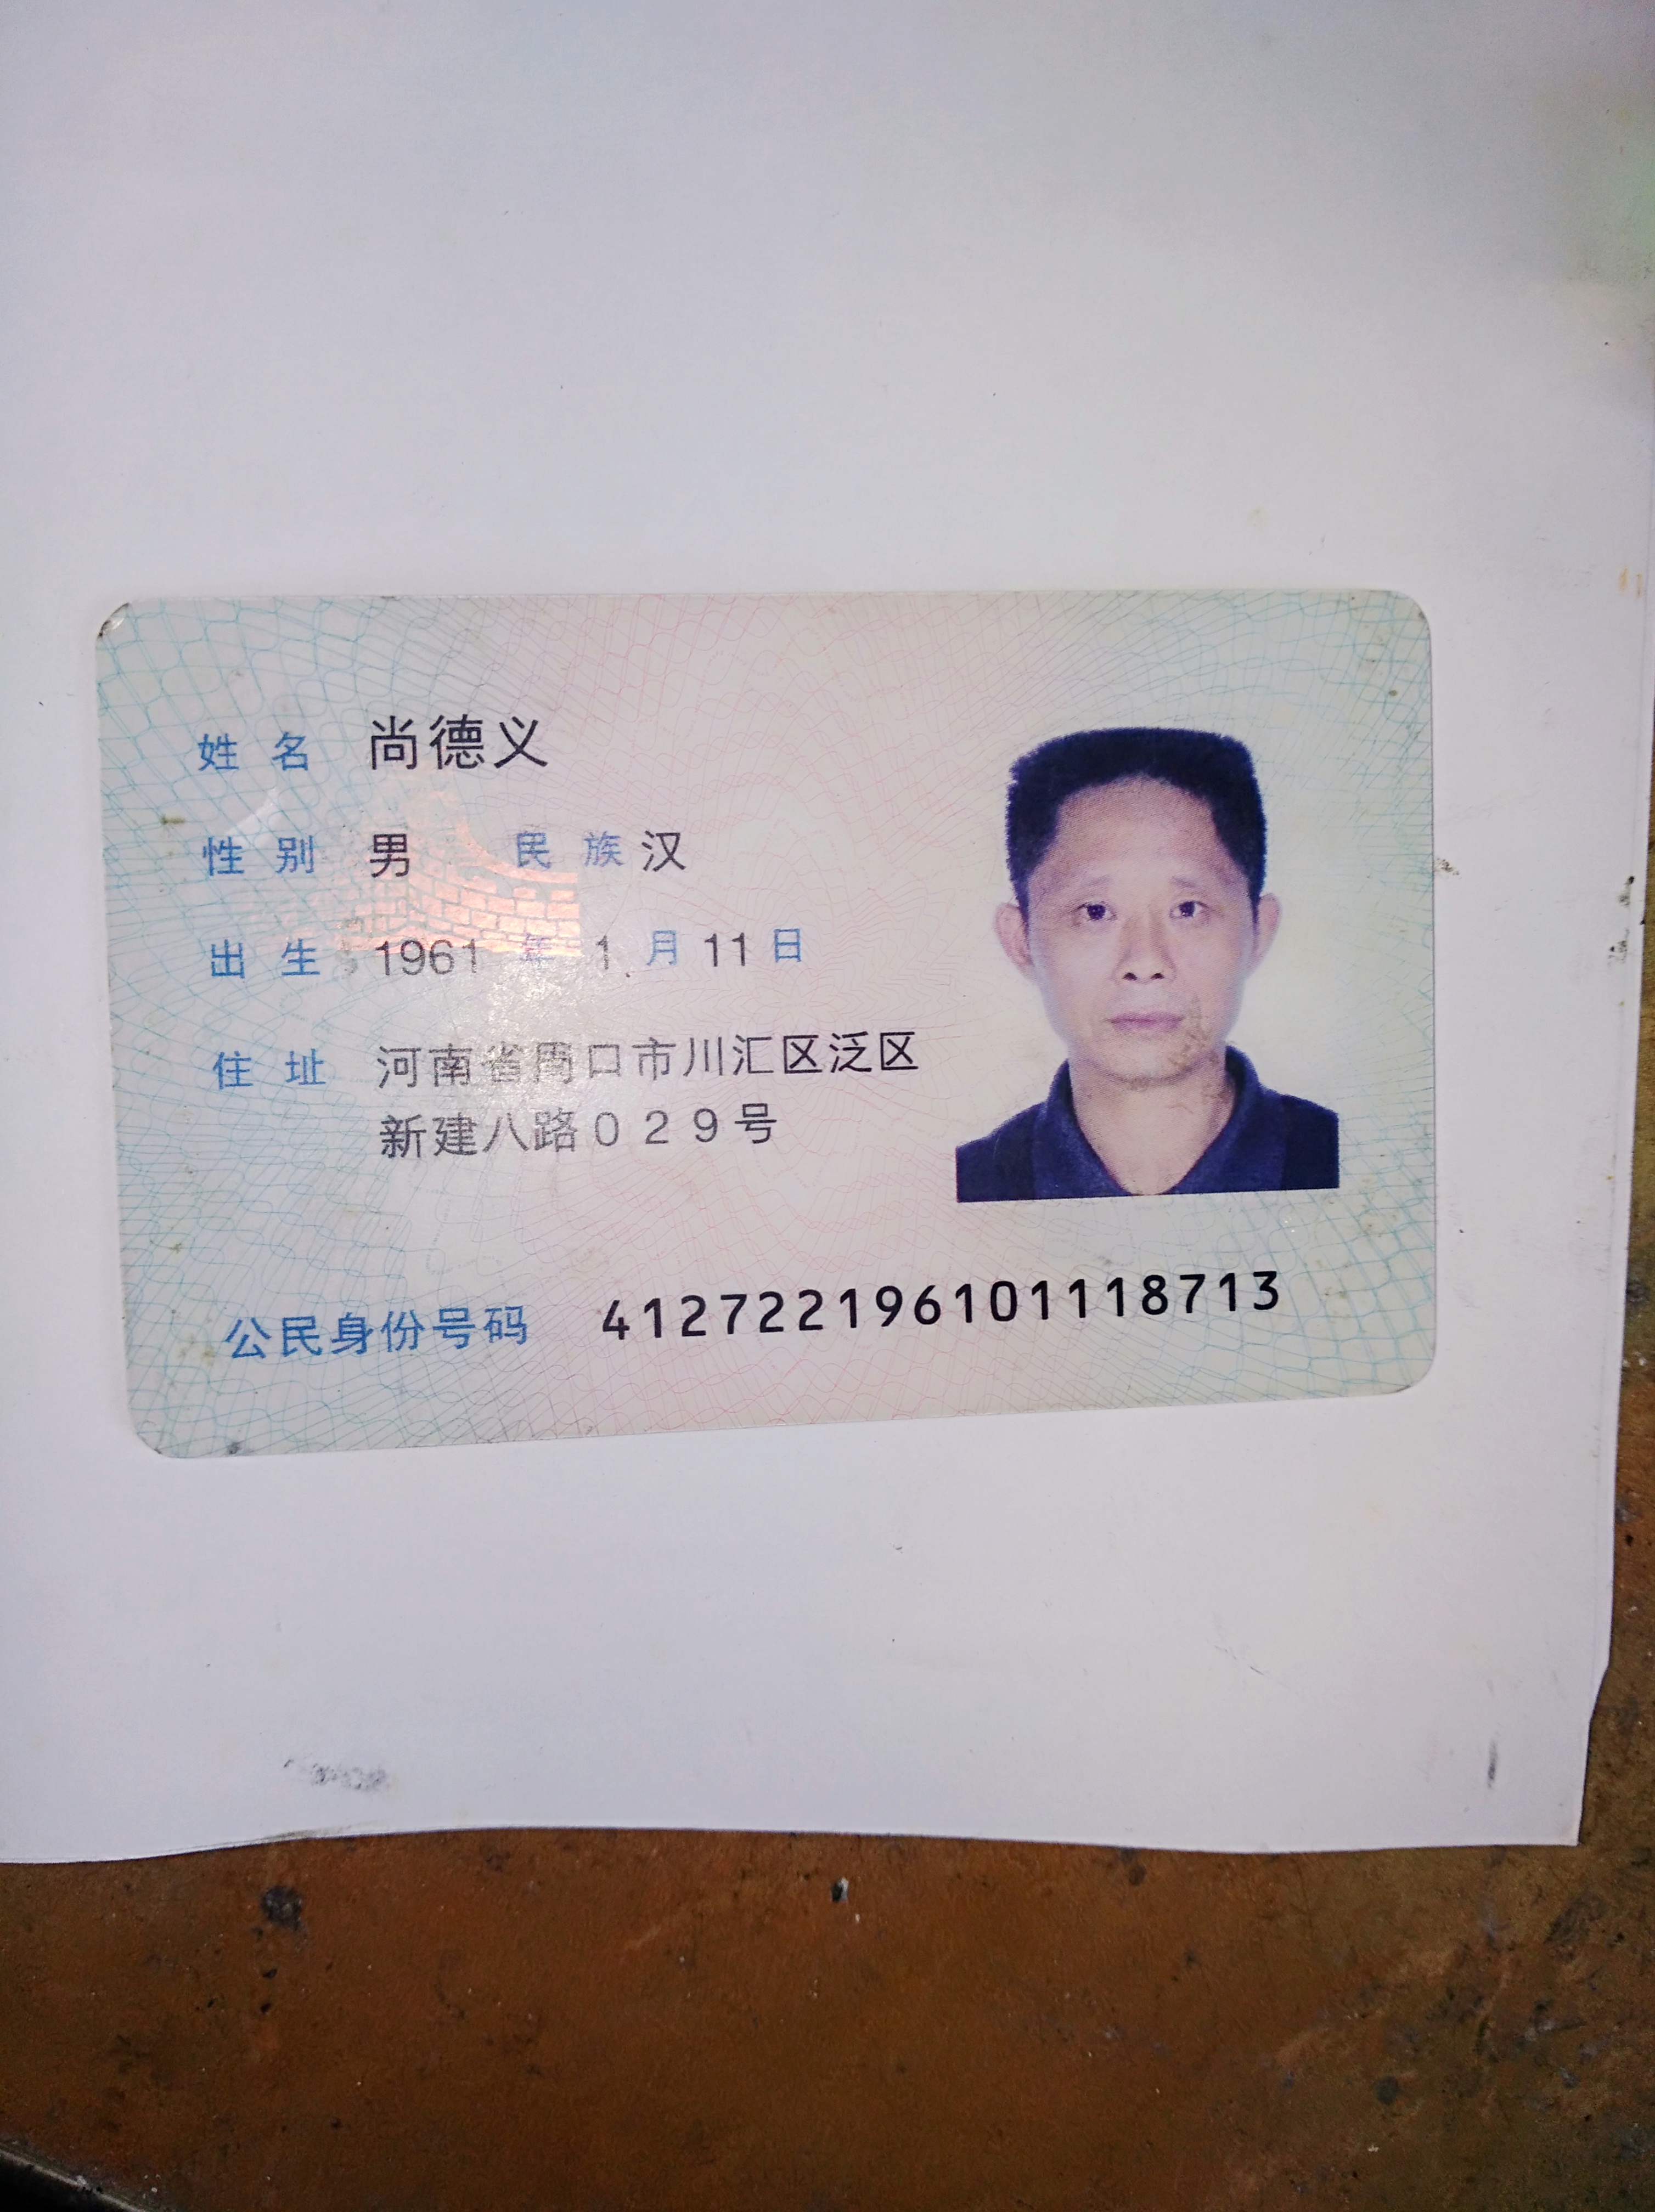 姓名 尚德义
性别 男 民族 汉
出生 1961 年 1 月 11 日
住址 河南省周口市川汇区泛区
新建八路029号
公民身份号码 412722196101118713